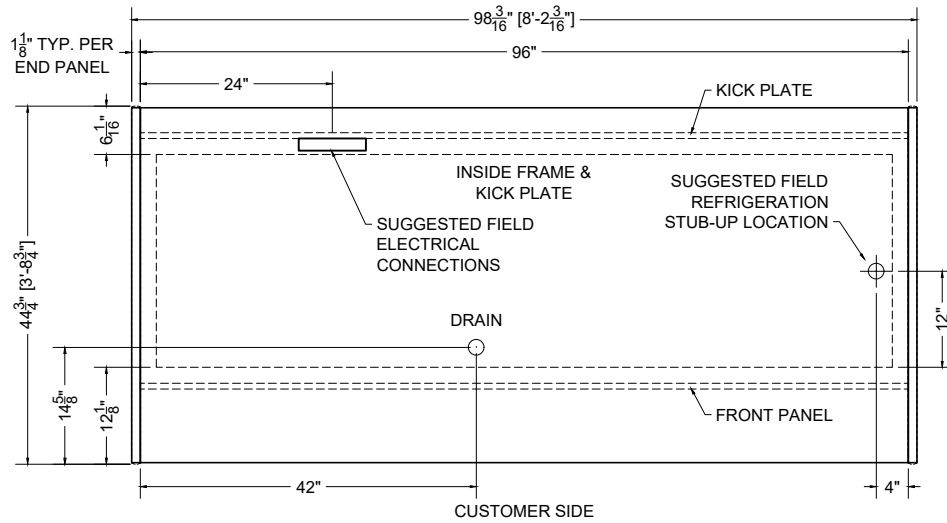 98 3/16" [8'-2 3/16"]
1 1/8" TYP. PER
END PANEL
96"
24"
KICK PLATE
6 1/16"
INSIDE FRAME &
KICK PLATE
SUGGESTED FIELD
REFRIGERATION
STUB-UP LOCATION
SUGGESTED FIELD
ELECTRICAL
CONNECTIONS
44 3/4" [3'-8 3/4"]
DRAIN
12"
14 5/8"
12 1/8"
FRONT PANEL
42"
4"
CUSTOMER SIDE